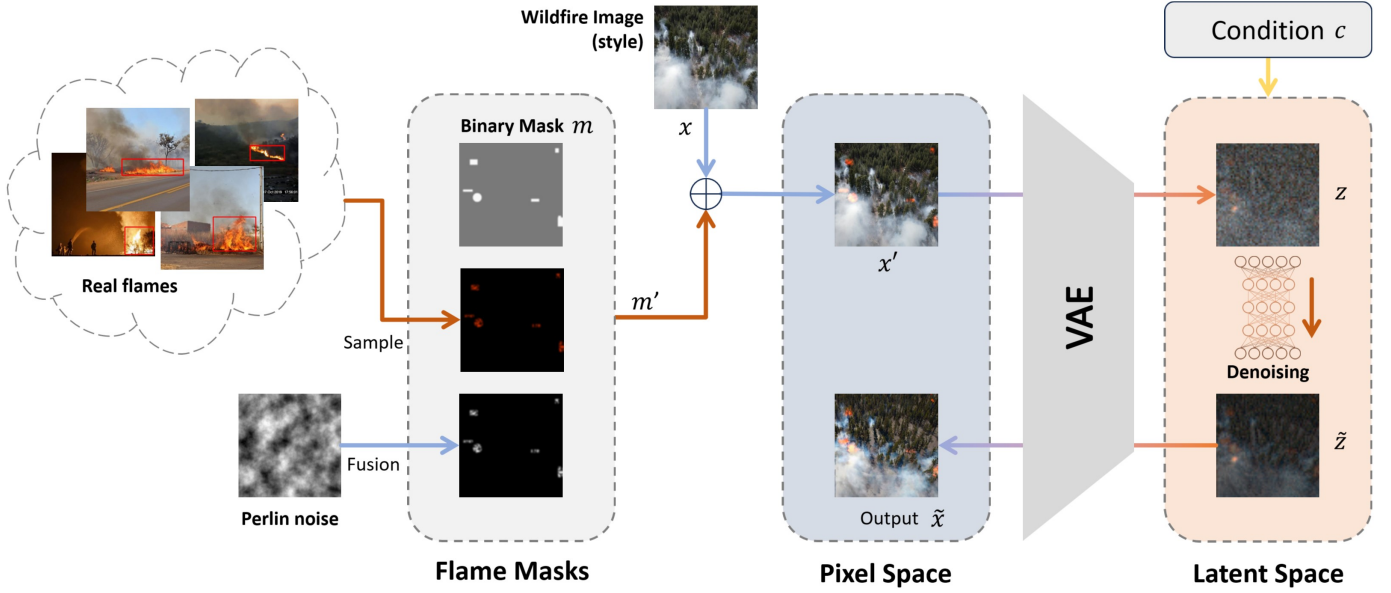 Wildfire Image
(style)
Condition c
Binary Mask m
x
z
Real flames
x′
m′
VAE
Sample
Denoising
Fusion
z̃
Perlin noise
Output x̃
Flame Masks
Pixel Space
Latent Space